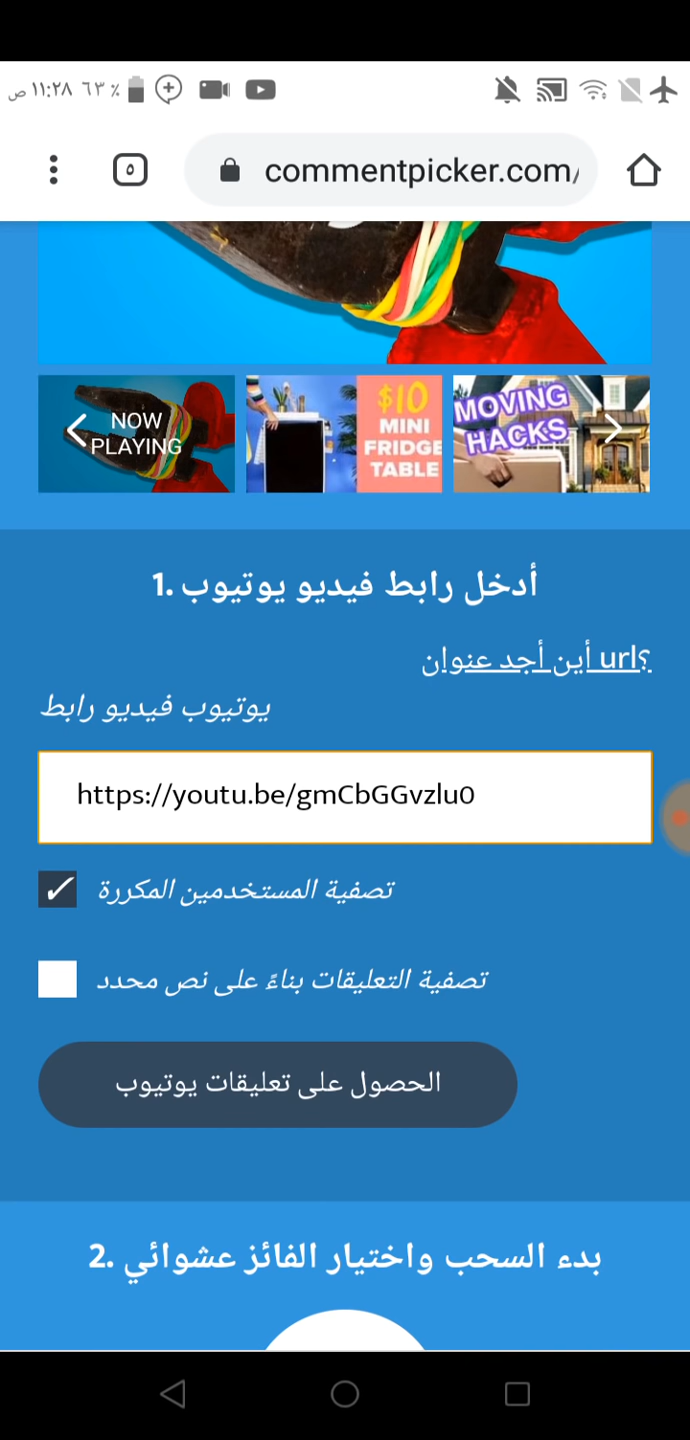 ١١:٢٨ ص ٦٣ ٪
٥
commentpicker.com/
NOW
PLAYING
$10
MINI
FRIDGE
TABLE
MOVING
HACKS
1. أدخل رابط فيديو يوتيوب
أين أجد عنوان url؟
يوتيوب فيديو رابط
https://youtu.be/gmCbGGvzlu0
تصفية المستخدمين المكررة
تصفية التعليقات بناءً على نص محدد
الحصول على تعليقات يوتيوب
2. بدء السحب واختيار الفائز عشوائي